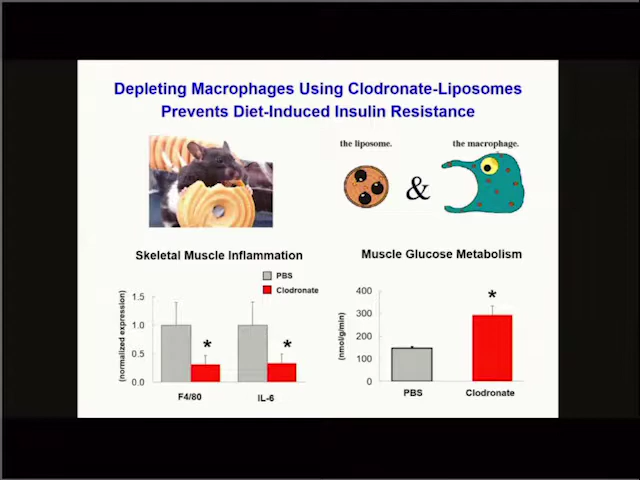 Depleting Macrophages Using Clodronate-Liposomes
Prevents Diet-Induced Insulin Resistance
the liposome.
the macrophage.
&
Skeletal Muscle Inflammation
PBS
Clodronate
(normalized expression)
1.5
1.0
0.5
0.0
*
*
F4/80
IL-6
Muscle Glucose Metabolism
(nmol/g/min)
400
300
200
100
0
*
PBS
Clodronate